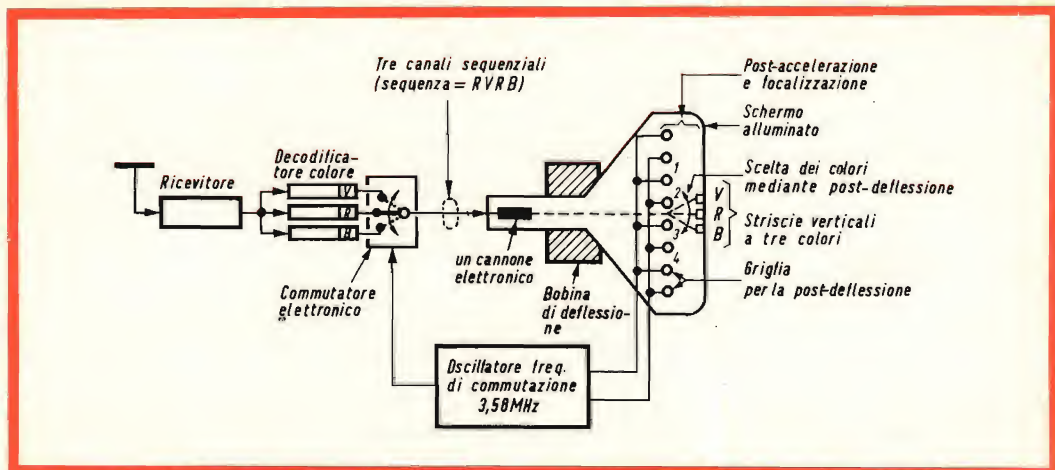 Tre canali sequenziali
(sequenza = RVRB)
Post-accelerazione
e focalizzazione
Schermo
alluminato
Decodifica-
tore colore
Ricevitore
V
R
B
Scelta dei colori
mediante post-deflessione
1
2
3
4
V
R
B
Striscie verticali
a tre colori
un cannone
elettronico
Commutatore
elettronico
Bobina
di deflessio-
ne
Griglia
per la post-deflessione
Oscillatore freq.
di commutazione
3,58MHz